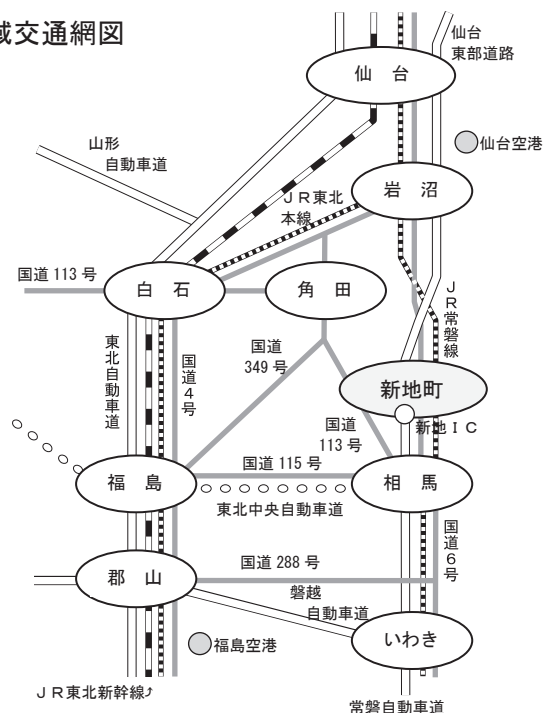 域交通網図
仙台
東部道路
仙 台
山形
自動車道
仙台空港
岩 沼
ＪＲ東北
本線
国道 113 号
白 石
角 田
ＪＲ常磐線
東北自動車道
国道４号
国道
349 号
新地町
新地ＩＣ
国道
113 号
国道 115 号
福 島
相 馬
東北中央自動車道
国道６号
国道 288 号
郡 山
磐越
自動車道
いわき
福島空港
ＪＲ東北新幹線
常磐自動車道